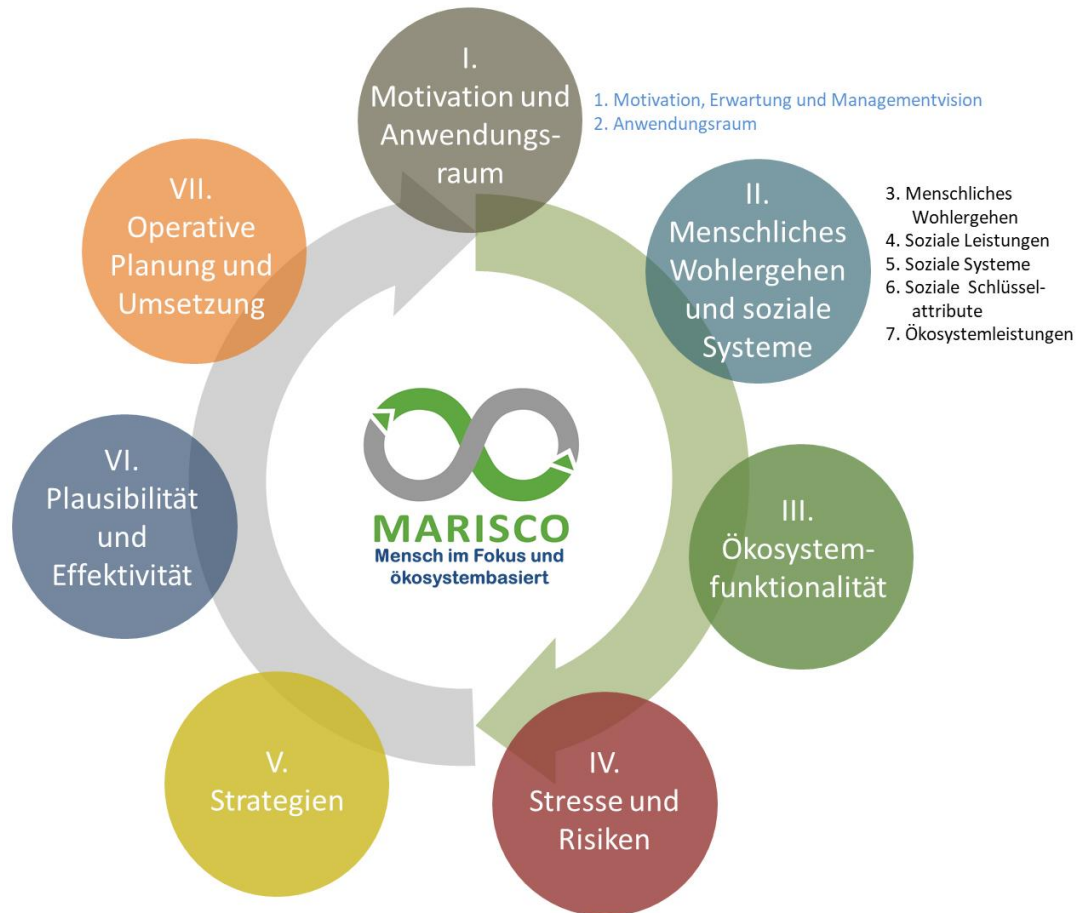 I.
Motivation und
Anwendungs-
raum
1. Motivation, Erwartung und Managementvision
2. Anwendungsraum
II.
Menschliches
Wohlergehen
und soziale
Systeme
3. Menschliches
Wohlergehen
4. Soziale Leistungen
5. Soziale Systeme
6. Soziale Schlüssel-
attribute
7. Ökosystemleistungen
III.
Ökosystem-
funktionalität
IV.
Stresse und
Risiken
V.
Strategien
VI.
Plausibilität
und
Effektivität
VII.
Operative
Planung und
Umsetzung
MARISCO
Mensch im Fokus und
ökosystembasiert